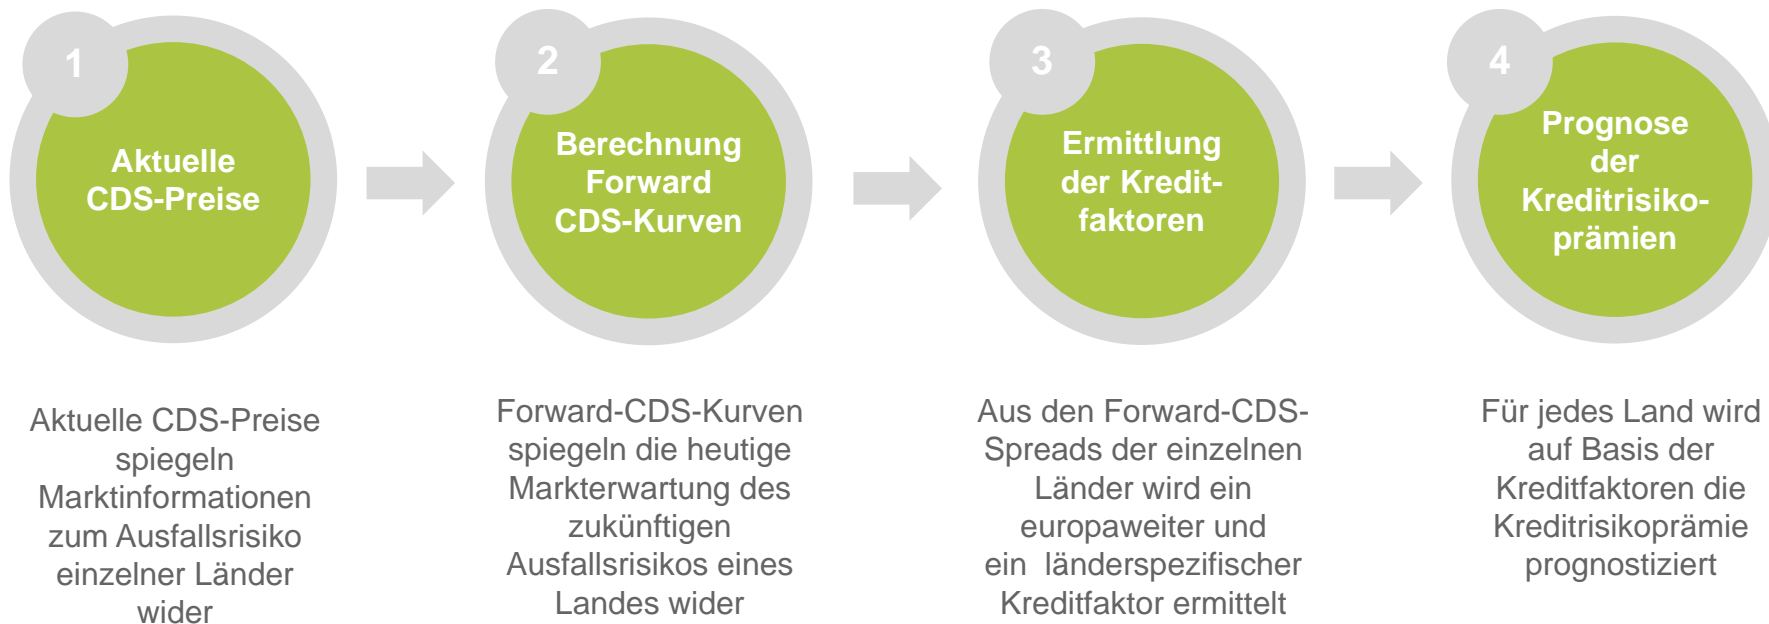 1
Aktuelle
CDS-Preise
Aktuelle CDS-Preise
spiegeln
Marktinformationen
zum Ausfallsrisiko
einzelner Länder
wider
2
Berechnung
Forward
CDS-Kurven
Forward-CDS-Kurven
spiegeln die heutige
Markterwartung des
zukünftigen
Ausfallsrisikos eines
Landes wider
3
Ermittlung
der Kredit-
faktoren
Aus den Forward-CDS-
Spreads der einzelnen
Länder wird ein
europaweiter und
ein länderspezifischer
Kreditfaktor ermittelt
4
Prognose
der
Kreditrisiko-
prämien
Für jedes Land wird
auf Basis der
Kreditfaktoren die
Kreditrisikoprämie
prognostiziert